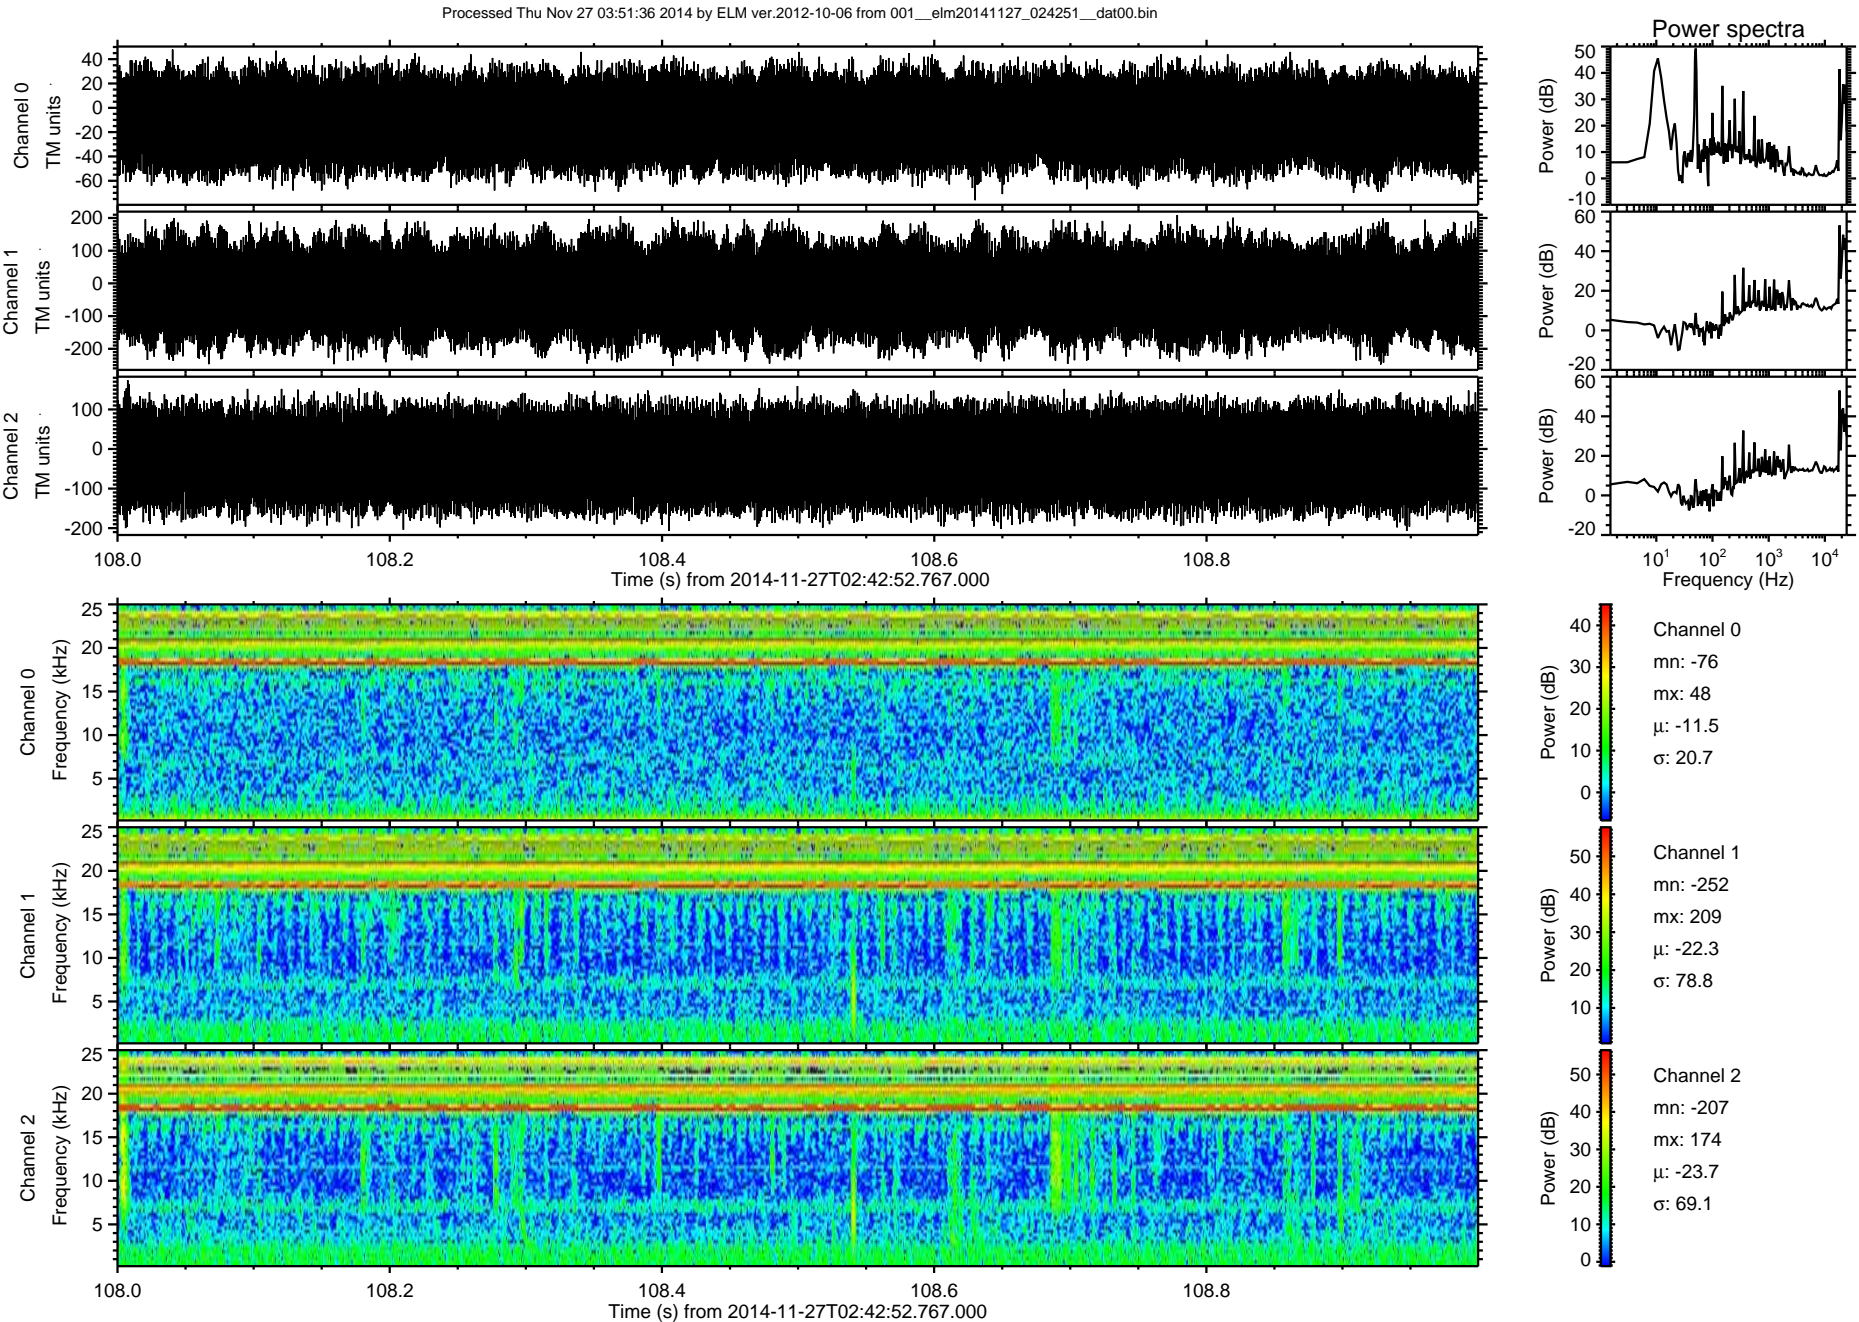 Processed Thu Nov 27 03:51:36 2014 by ELM ver.2012-10-06 from 001__elm20141127_024251__dat00.bin
Power spectra
Channel 0
TM units
40
20
0
-20
-40
-60
Power (dB)
50
40
30
20
10
0
-10
Channel 1
TM units
200
100
0
-100
-200
Power (dB)
60
40
20
0
-20
Channel 2
TM units
100
0
-100
-200
Power (dB)
60
40
20
0
-20
108.0 108.2 108.4 108.6 108.8
Time (s) from 2014-11-27T02:42:52.767.000
10¹ 10² 10³ 10⁴
Frequency (Hz)
Channel 0
Frequency (kHz)
25
20
15
10
5
Power (dB)
40
30
20
10
0
Channel 0
mn: -76
mx: 48
μ: -11.5
σ: 20.7
Channel 1
Frequency (kHz)
25
20
15
10
5
Power (dB)
50
40
30
20
10
Channel 1
mn: -252
mx: 209
μ: -22.3
σ: 78.8
Channel 2
Frequency (kHz)
25
20
15
10
5
Power (dB)
50
40
30
20
10
0
Channel 2
mn: -207
mx: 174
μ: -23.7
σ: 69.1
108.0 108.2 108.4 108.6 108.8
Time (s) from 2014-11-27T02:42:52.767.000